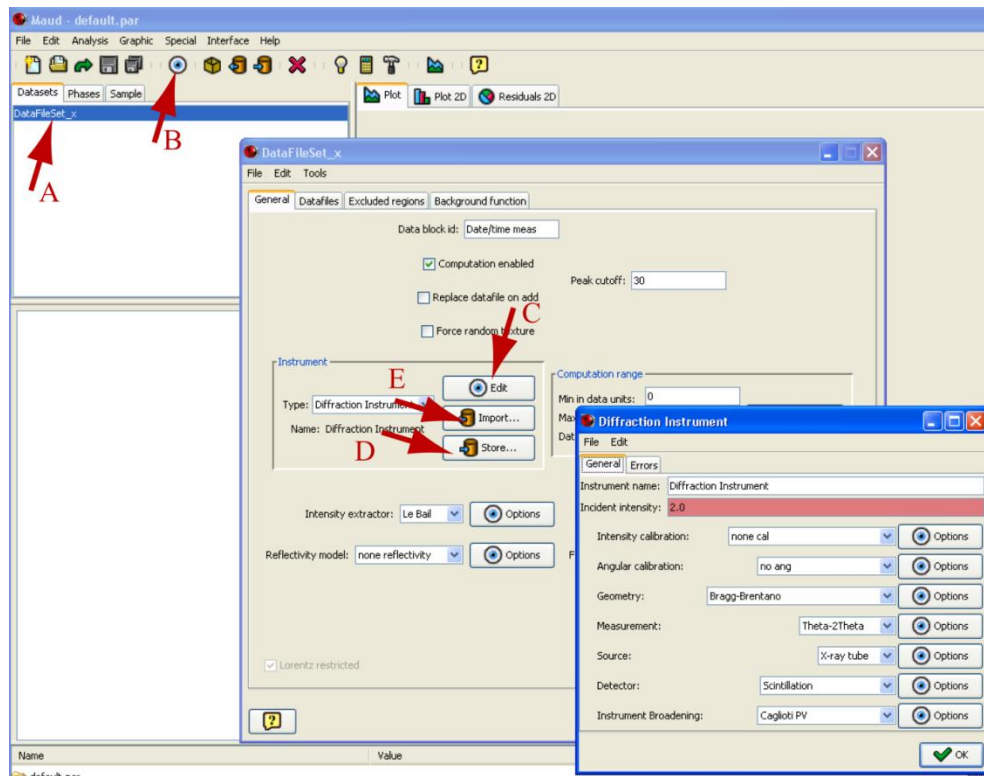 Maud - default.par
File Edit Analysis Graphic Special Interface Help
Datasets Phases Sample
Plot Plot 2D Residuals 2D
DataFileSet_x
A
B
DataFileSet_x
File Edit Tools
General Datafiles Excluded regions Background function
Data block id: Date/time meas
Computation enabled
Peak cutoff: 30
Replace datafile on add
C
Force random texture
Instrument
Computation range
E
Edit
Min in data units: 0
Type: Diffraction Instrument
Import...
Name: Diffraction Instrument
D
Store...
Intensity extractor: Le Bail Options
Reflectivity model: none reflectivity Options
Lorentz restricted
Diffraction Instrument
File Edit
General Errors
Instrument name: Diffraction Instrument
Incident intensity: 2.0
Intensity calibration: none cal Options
Angular calibration: no ang Options
Geometry: Bragg-Brentano Options
Measurement: Theta-2Theta Options
Source: X-ray tube Options
Detector: Scintillation Options
Instrument Broadening: Caglioti PV Options
OK
Name Value
default.par